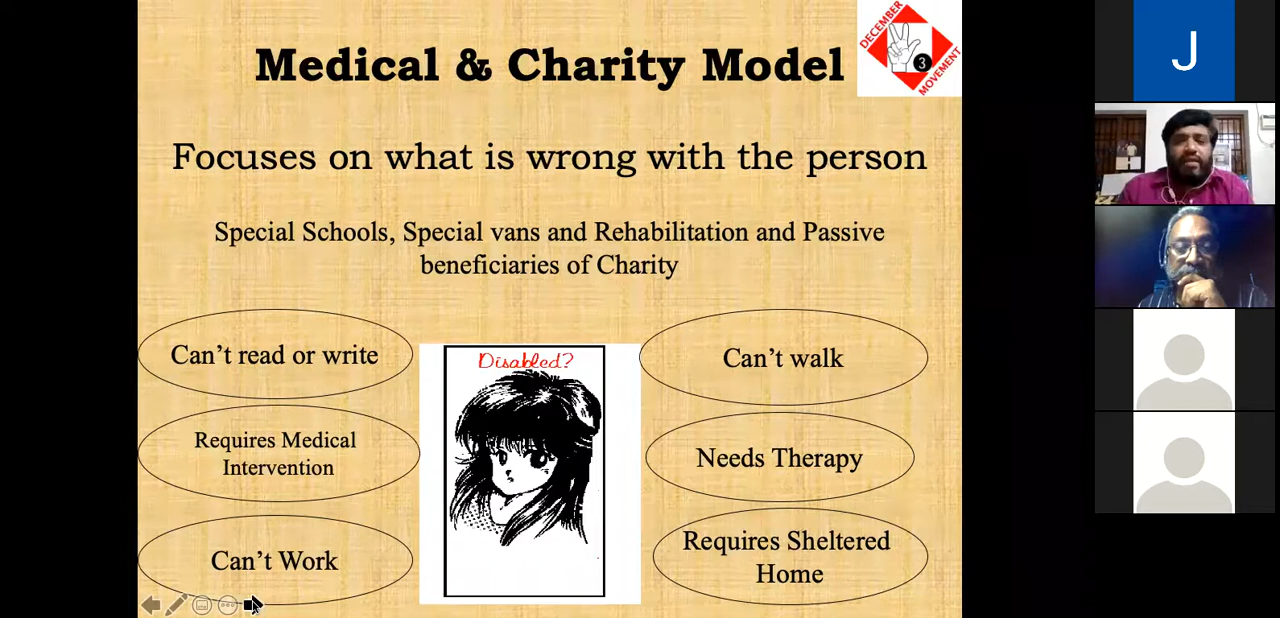 Medical & Charity Model
DECEMBER
3
MOVEMENT
Focuses on what is wrong with the person
Special Schools, Special vans and Rehabilitation and Passive
beneficiaries of Charity
Can’t read or write
Requires Medical
Intervention
Can’t Work
Disabled?
Can’t walk
Needs Therapy
Requires Sheltered
Home
J